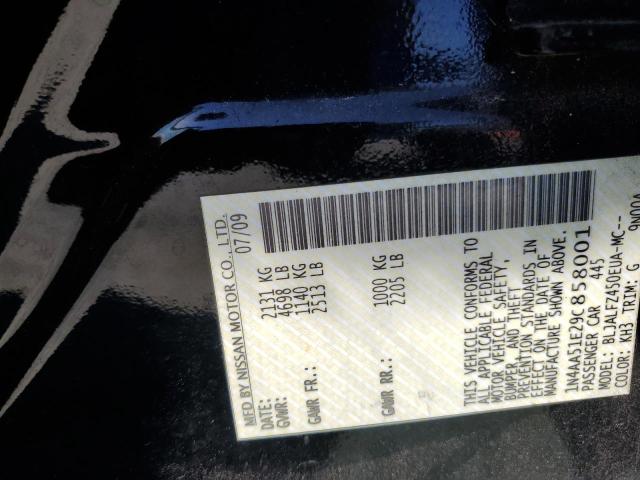 MFD BY NISSAN MOTOR CO., LTD.
DATE: 07/09
GVWR: 2131 KG
4698 LB
GAWR FR.: 1140 KG
2513 LB
GAWR RR.: 1000 KG
2205 LB
THIS VEHICLE CONFORMS TO
ALL APPLICABLE FEDERAL
MOTOR VEHICLE SAFETY,
BUMPER, AND THEFT
PREVENTION STANDARDS IN
EFFECT ON THE DATE OF
MANUFACTURE SHOWN ABOVE.
1N4AA51E29C858001
PASSENGER CAR 445
MODEL: BLJALFZ450EUA-MC--
COLOR: KH3 TRIM: G 9N00A